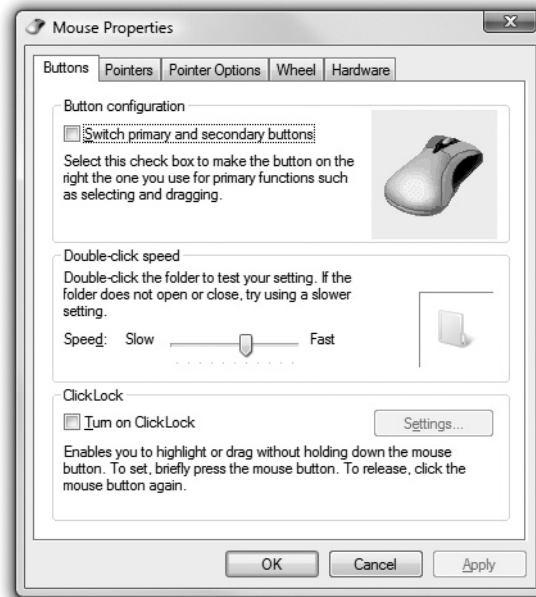 Mouse Properties
Buttons Pointers Pointer Options Wheel Hardware
Button configuration
Switch primary and secondary buttons
Select this check box to make the button on the
right the one you use for primary functions such
as selecting and dragging.
Double-click speed
Double-click the folder to test your setting. If the
folder does not open or close, try using a slower
setting.
Speed: Slow Fast
ClickLock
Turn on ClickLock
Settings...
Enables you to highlight or drag without holding down the mouse
button. To set, briefly press the mouse button. To release, click the
mouse button again.
OK Cancel Apply